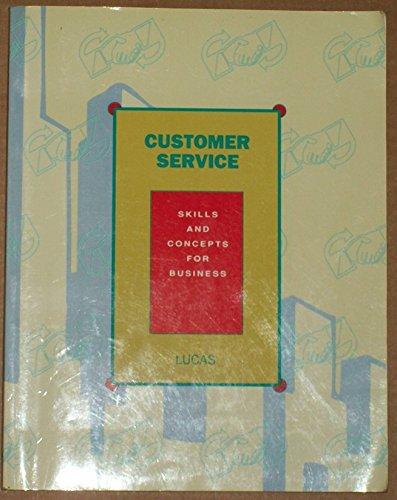 CUSTOMER
SERVICE
SKILLS
AND
CONCEPTS
FOR
BUSINESS
LUCAS